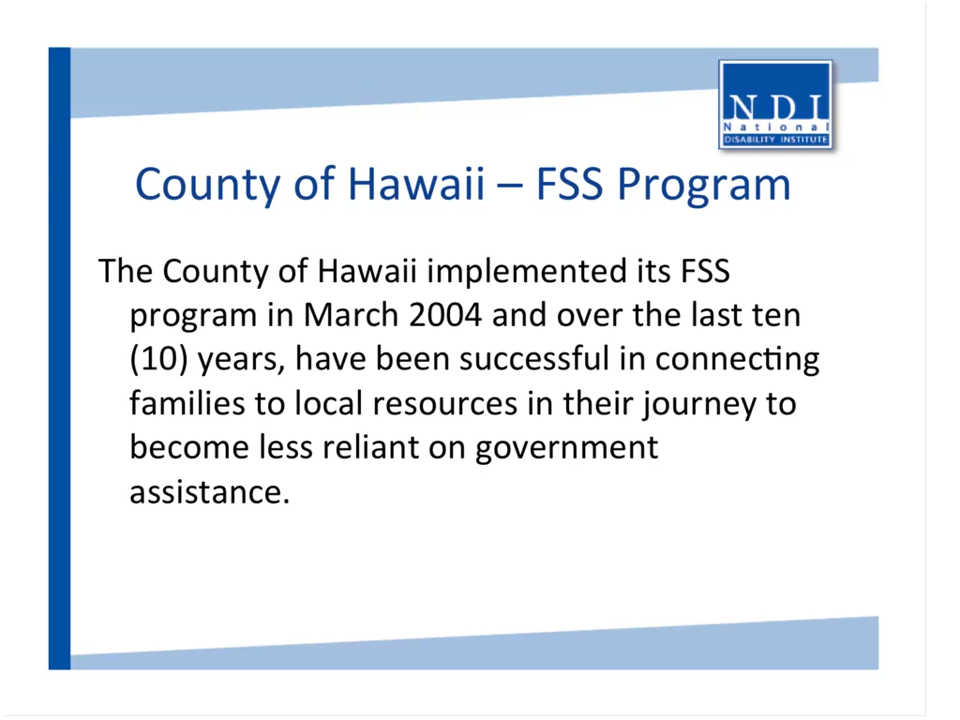 NDI
National
DISABILITY INSTITUTE
County of Hawaii – FSS Program
The County of Hawaii implemented its FSS
program in March 2004 and over the last ten
(10) years, have been successful in connecting
families to local resources in their journey to
become less reliant on government
assistance.